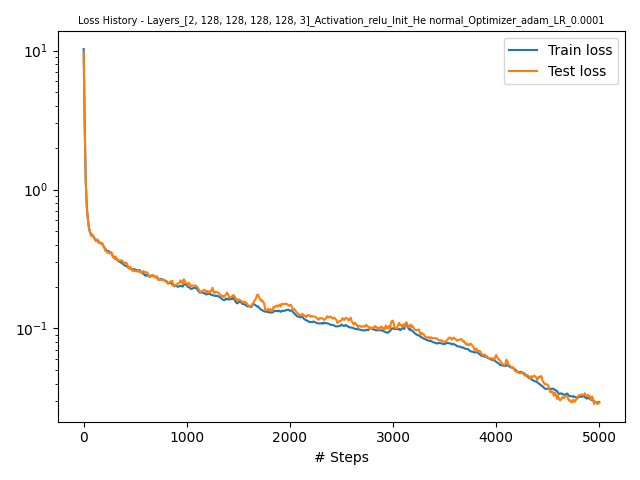 Loss History - Layers_[2, 128, 128, 128, 128, 3]_Activation_relu_Init_He normal_Optimizer_adam_LR_0.0001
Train loss
Test loss
10¹
10⁰
10⁻¹
0 1000 2000 3000 4000 5000
# Steps